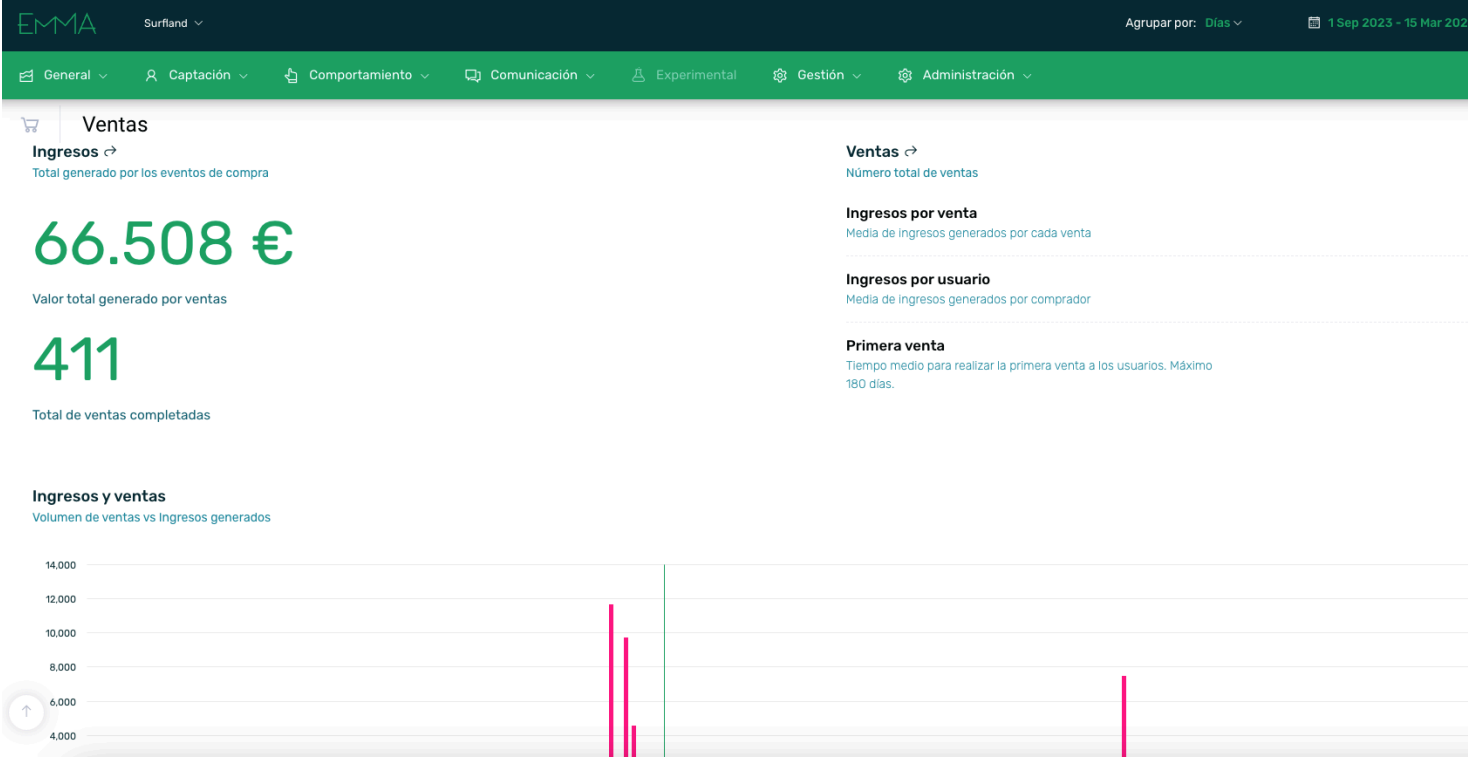 EMMA
Surfland
Agrupar por: Días
1 Sep 2023 - 15 Mar 202
General
Captación
Comportamiento
Comunicación
Experimental
Gestión
Administración
Ventas
Ingresos
Total generado por los eventos de compra
66.508 €
Valor total generado por ventas
411
Total de ventas completadas
Ventas
Número total de ventas
Ingresos por venta
Media de ingresos generados por cada venta
Ingresos por usuario
Media de ingresos generados por comprador
Primera venta
Tiempo medio para realizar la primera venta a los usuarios. Máximo
180 días.
Ingresos y ventas
Volumen de ventas vs Ingresos generados
14,000
12,000
10,000
8,000
6,000
4,000